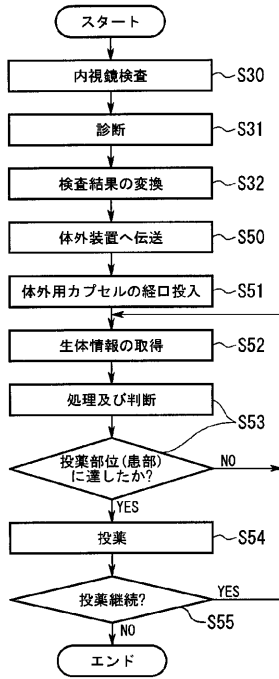 スタート
内視鏡検査
S30
診断
S31
検査結果の変換
S32
体外装置へ伝送
S50
体外用カプセルの経口投入
S51
生体情報の取得
S52
処理及び判断
S53
投薬部位(患部)
に達したか?
NO
YES
投薬
S54
投薬継続?
YES
S55
NO
エンド